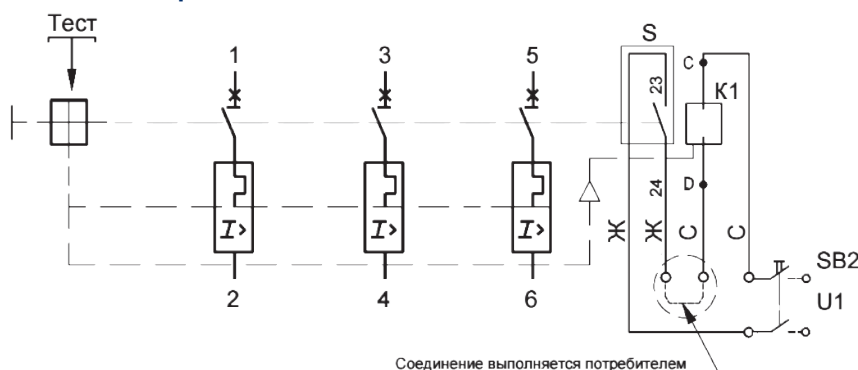 Тест
1
3
5
S
C
K1
23
24
D
Ж
Ж
C
C
I>
I>
I>
SB2
U1
2
4
6
Соединение выполняется потребителем